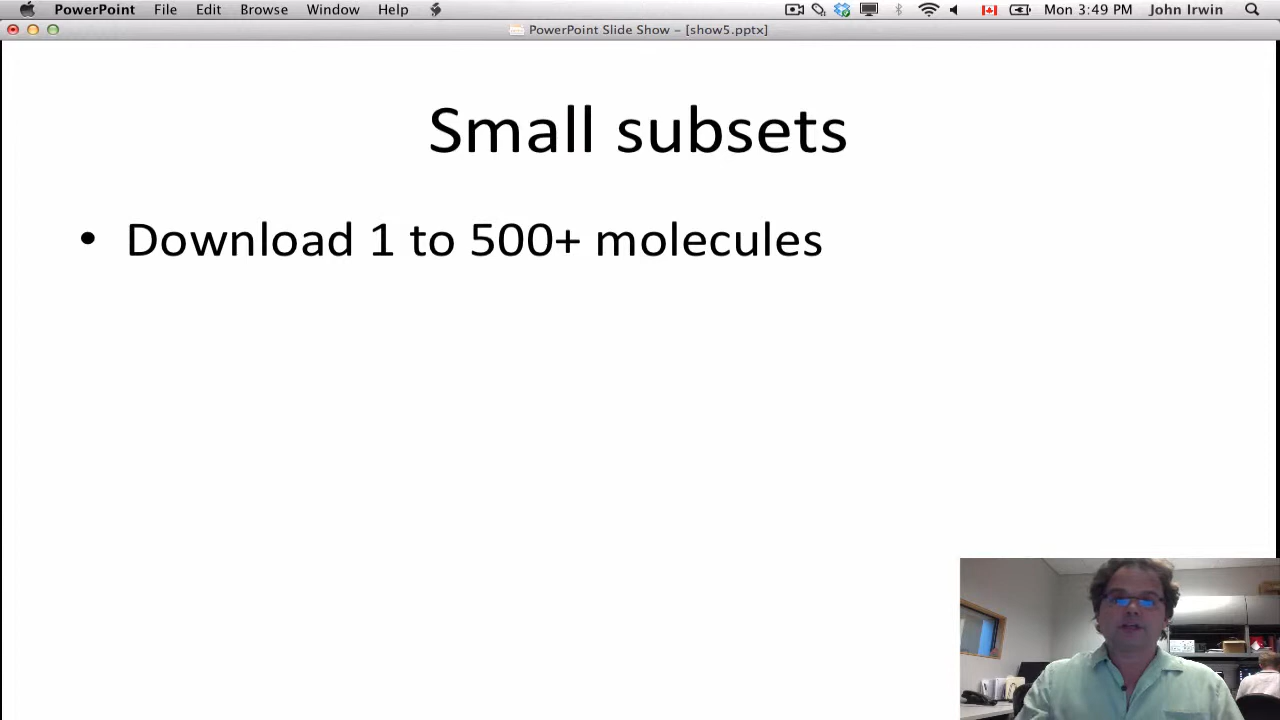 PowerPoint File Edit Browse Window Help Mon 3:49 PM John Irwin
PowerPoint Slide Show – [show5.pptx]
Small subsets
• Download 1 to 500+ molecules